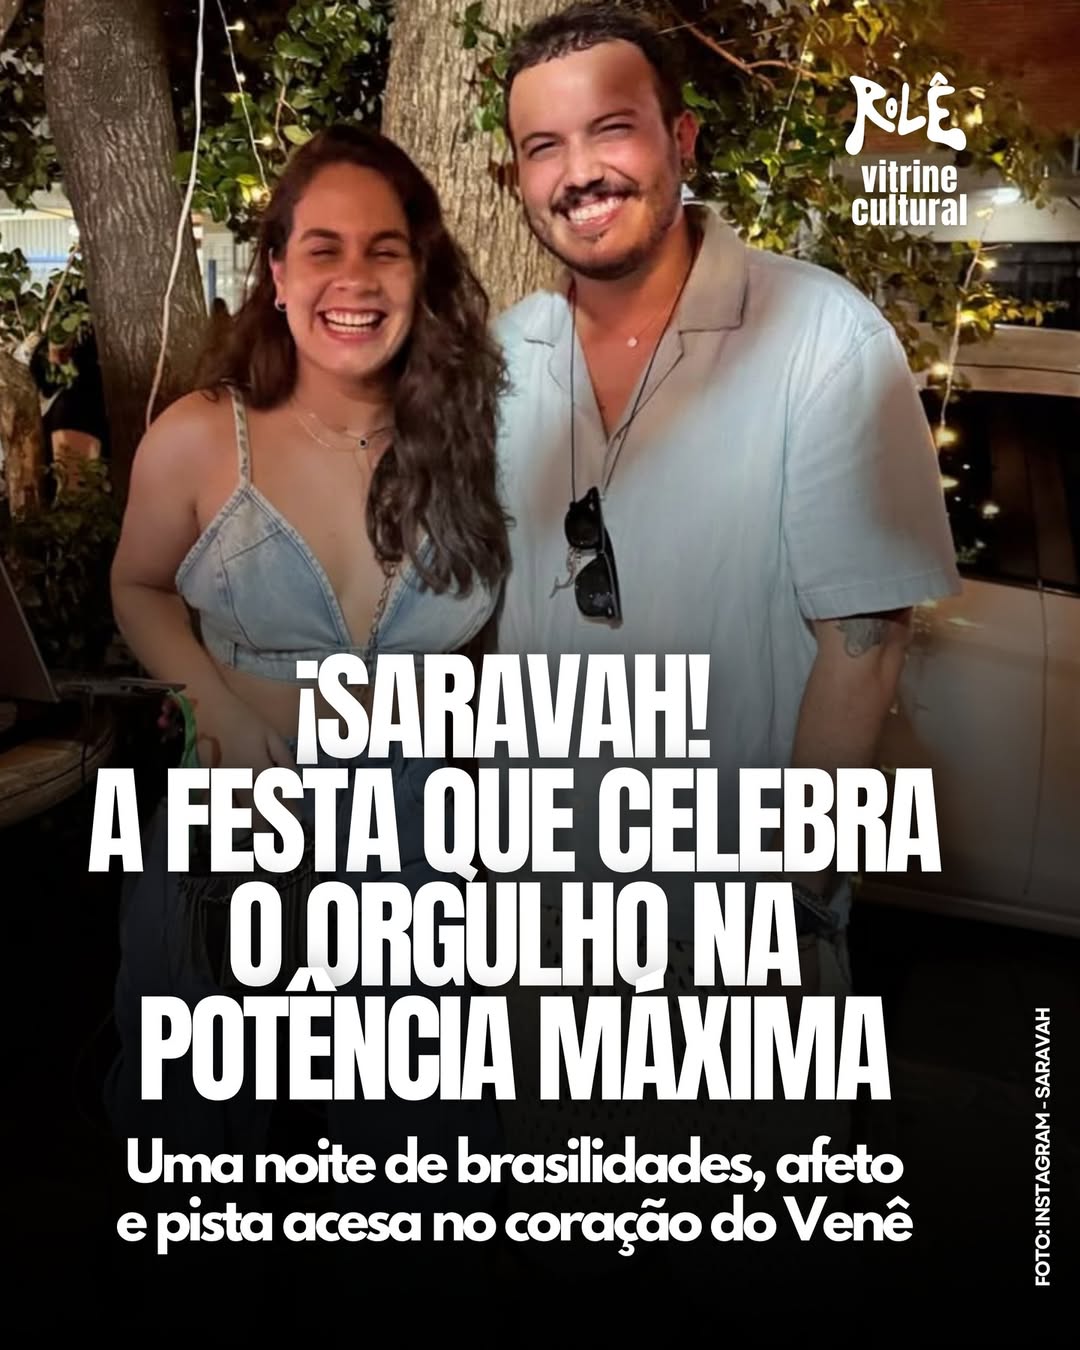 ROLÊ
vitrine
cultural
¡SARAVAH!
A FESTA QUE CELEBRA
O ORGULHO NA
POTÊNCIA MÁXIMA
Uma noite de brasilidades, afeto
e pista acesa no coração do Venê
FOTO: INSTAGRAM - SARAVAH